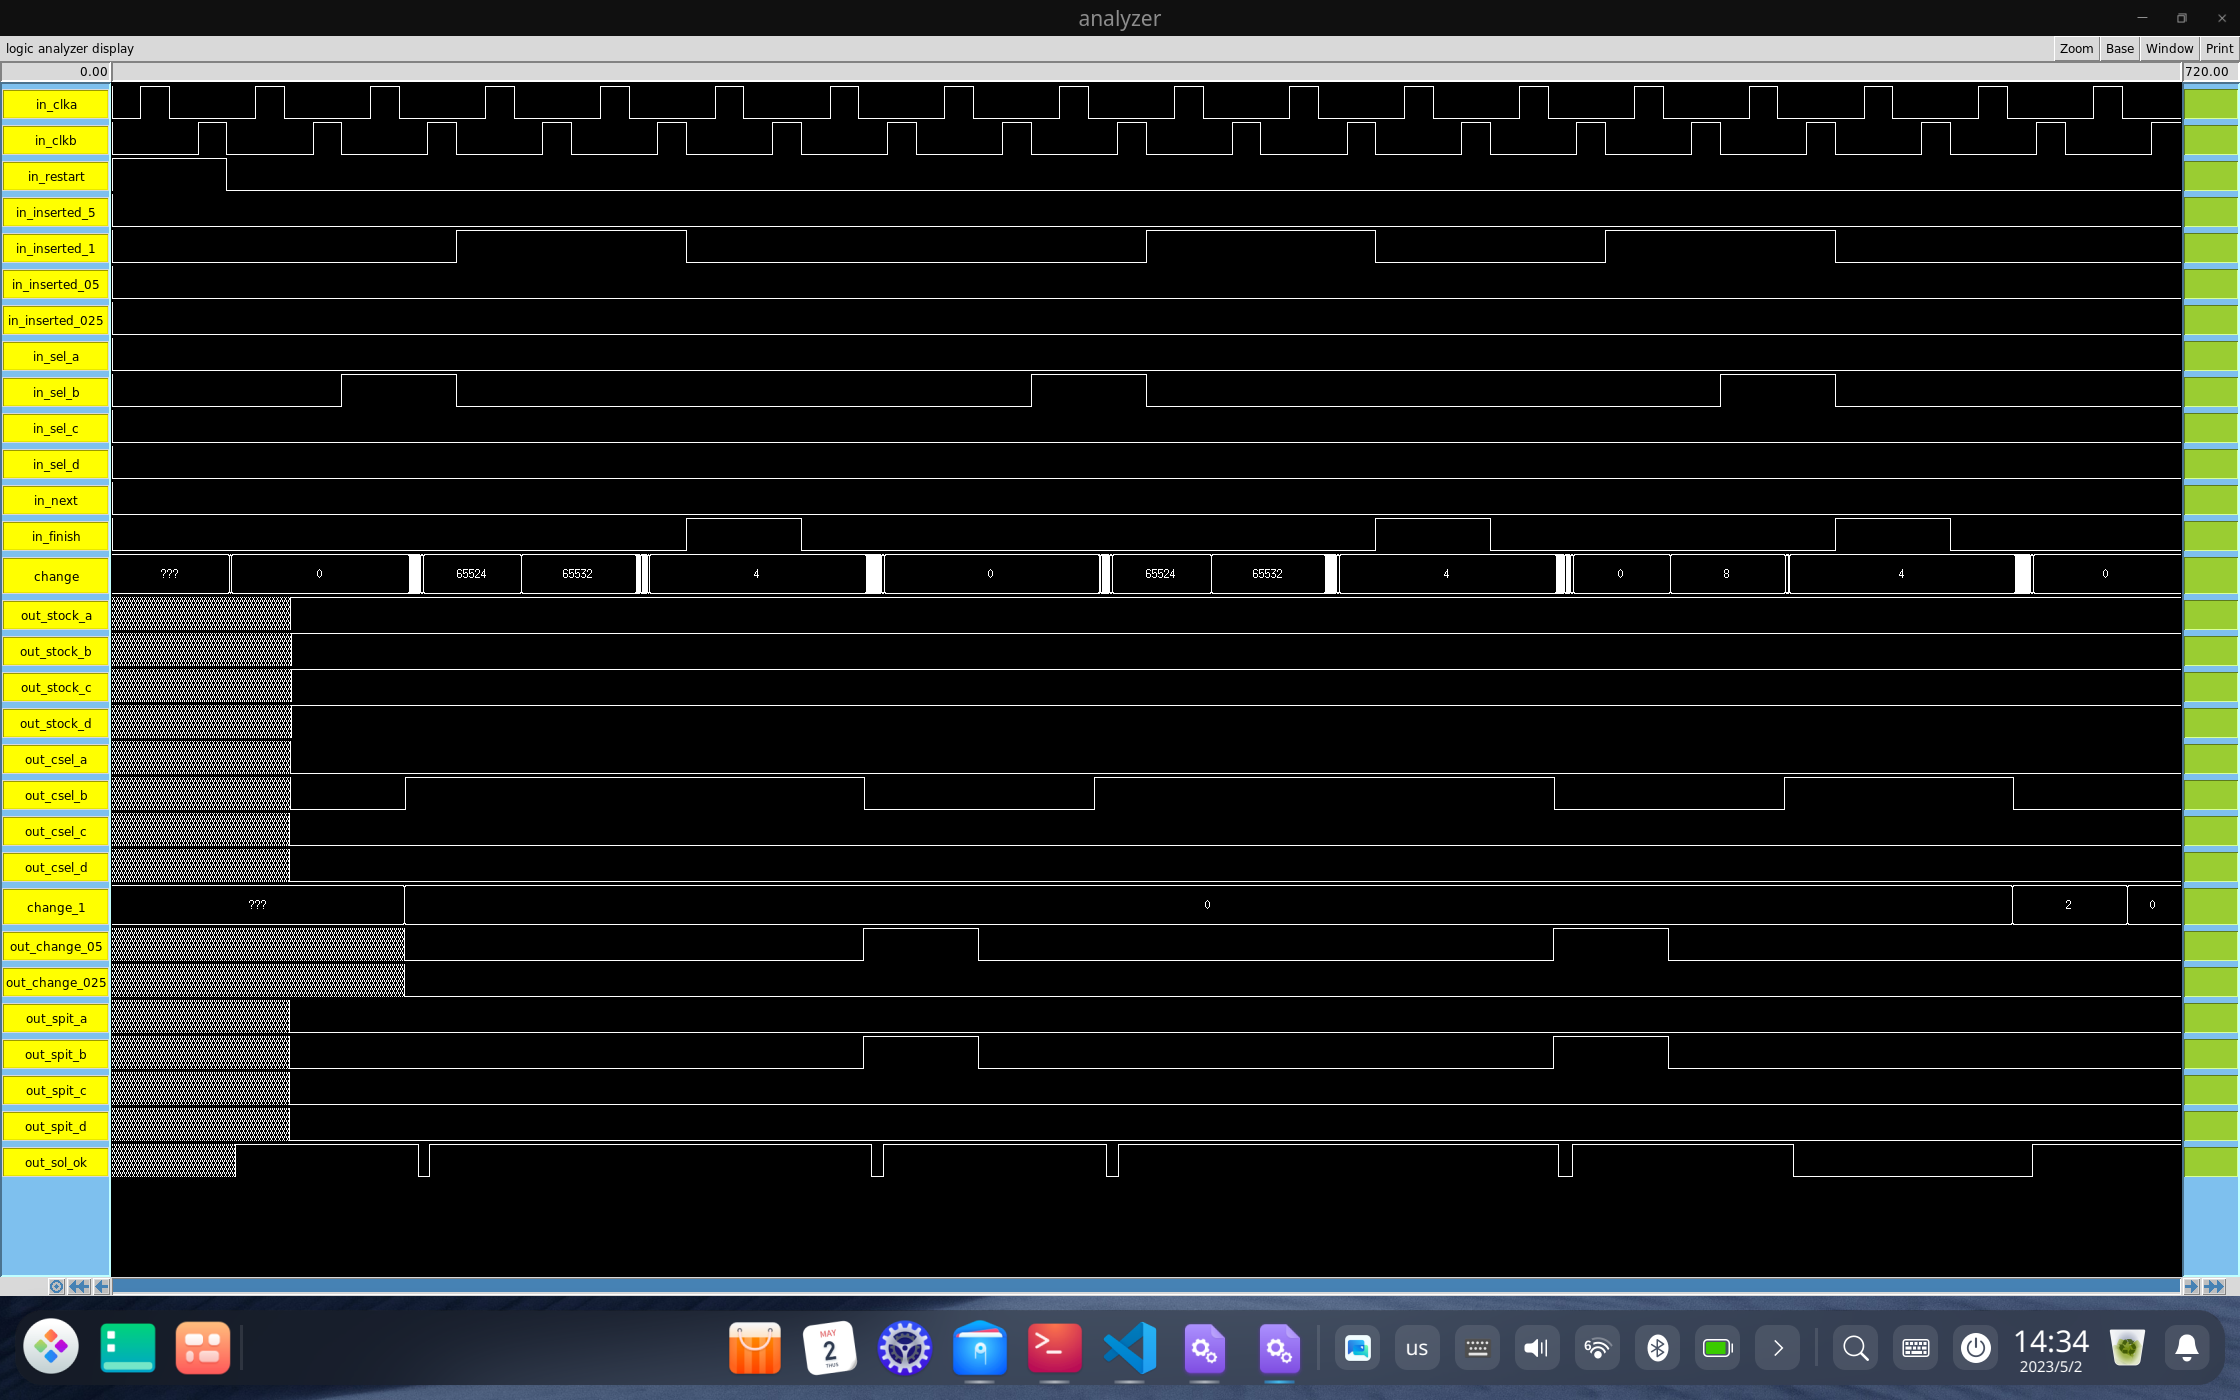 analyzer
logic analyzer display
Zoom Base Window Print
0.00 720.00
in_clka
in_clkb
in_restart
in_inserted_5
in_inserted_1
in_inserted_05
in_inserted_025
in_sel_a
in_sel_b
in_sel_c
in_sel_d
in_next
in_finish
change ??? 0 65524 65532 4 0 65524 65532 4 0 8 4 0
out_stock_a
out_stock_b
out_stock_c
out_stock_d
out_csel_a
out_csel_b
out_csel_c
out_csel_d
change_1 ??? 0 2 0
out_change_05
out_change_025
out_spit_a
out_spit_b
out_spit_c
out_spit_d
out_sol_ok
MAY
2
THUS
us
6
14:34
2023/5/2